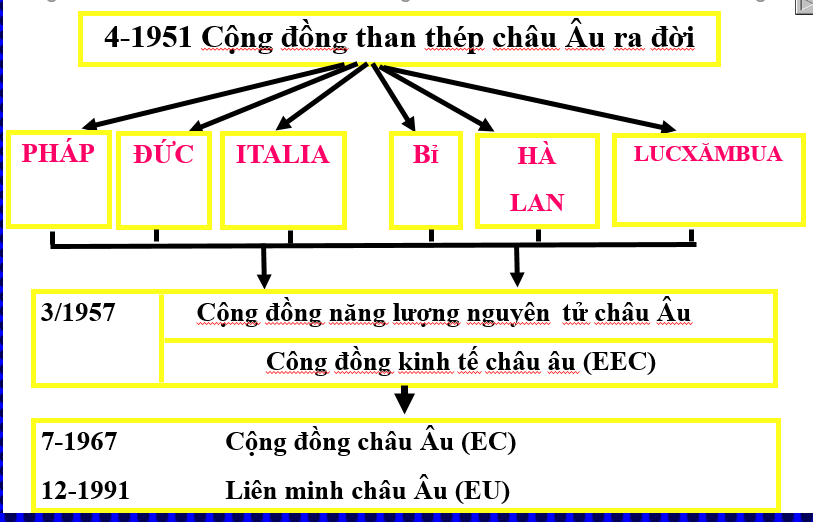 4-1951 Cộng đồng than thép châu Âu ra đời
PHÁP
ĐỨC
ITALIA
BỈ
HÀ
LAN
LUCXĂMBUA
3/1957
Cộng đồng năng lượng nguyên tử châu Âu
Công đồng kinh tế châu âu (EEC)
7-1967 Cộng đồng châu Âu (EC)
12-1991 Liên minh châu Âu (EU)